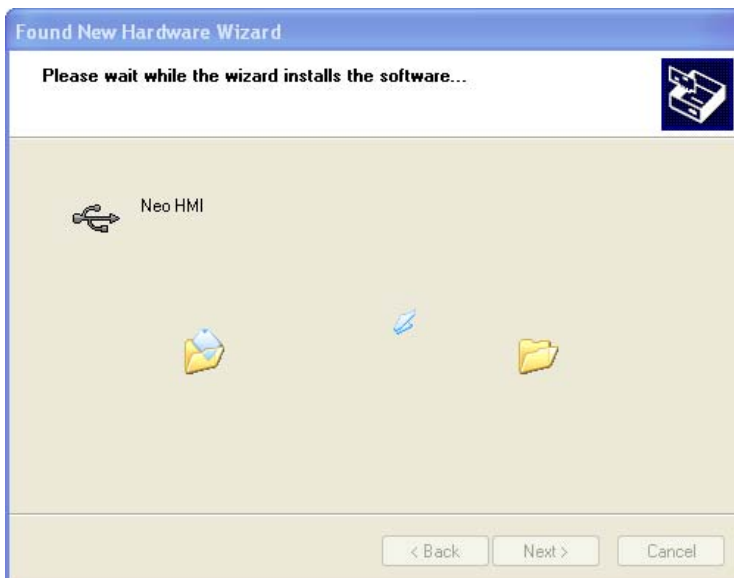 Found New Hardware Wizard
Please wait while the wizard installs the software...
Neo HMI
< Back
Next >
Cancel